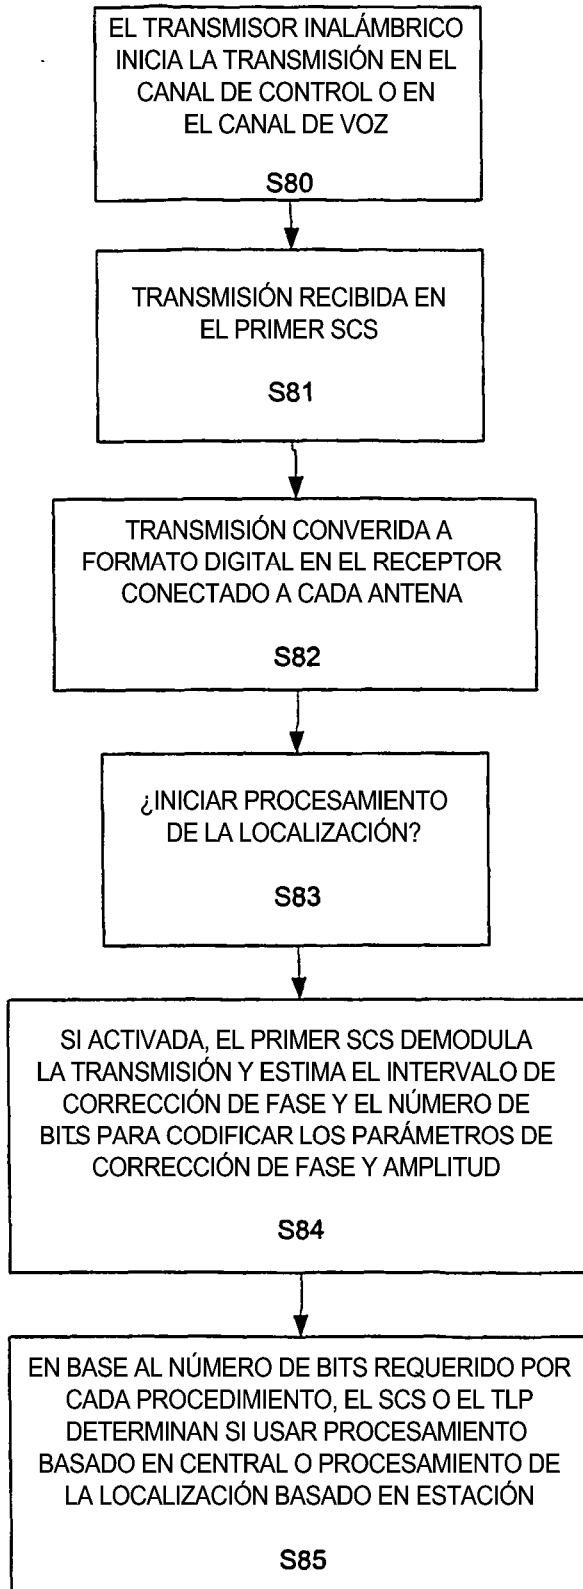 EL TRANSMISOR INALÁMBRICO
INICIA LA TRANSMISIÓN EN EL
CANAL DE CONTROL O EN
EL CANAL DE VOZ
S80
TRANSMISIÓN RECIBIDA EN
EL PRIMER SCS
S81
TRANSMISIÓN CONVERIDA A
FORMATO DIGITAL EN EL RECEPTOR
CONECTADO A CADA ANTENA
S82
¿INICIAR PROCESAMIENTO
DE LA LOCALIZACIÓN?
S83
SI ACTIVADA, EL PRIMER SCS DEMODULA
LA TRANSMISIÓN Y ESTIMA EL INTERVALO DE
CORRECCIÓN DE FASE Y EL NÚMERO DE
BITS PARA CODIFICAR LOS PARÁMETROS DE
CORRECCIÓN DE FASE Y AMPLITUD
S84
EN BASE AL NÚMERO DE BITS REQUERIDO POR
CADA PROCEDIMIENTO, EL SCS O EL TLP
DETERMINAN SI USAR PROCESAMIENTO
BASADO EN CENTRAL O PROCESAMIENTO DE
LA LOCALIZACIÓN BASADO EN ESTACIÓN
S85